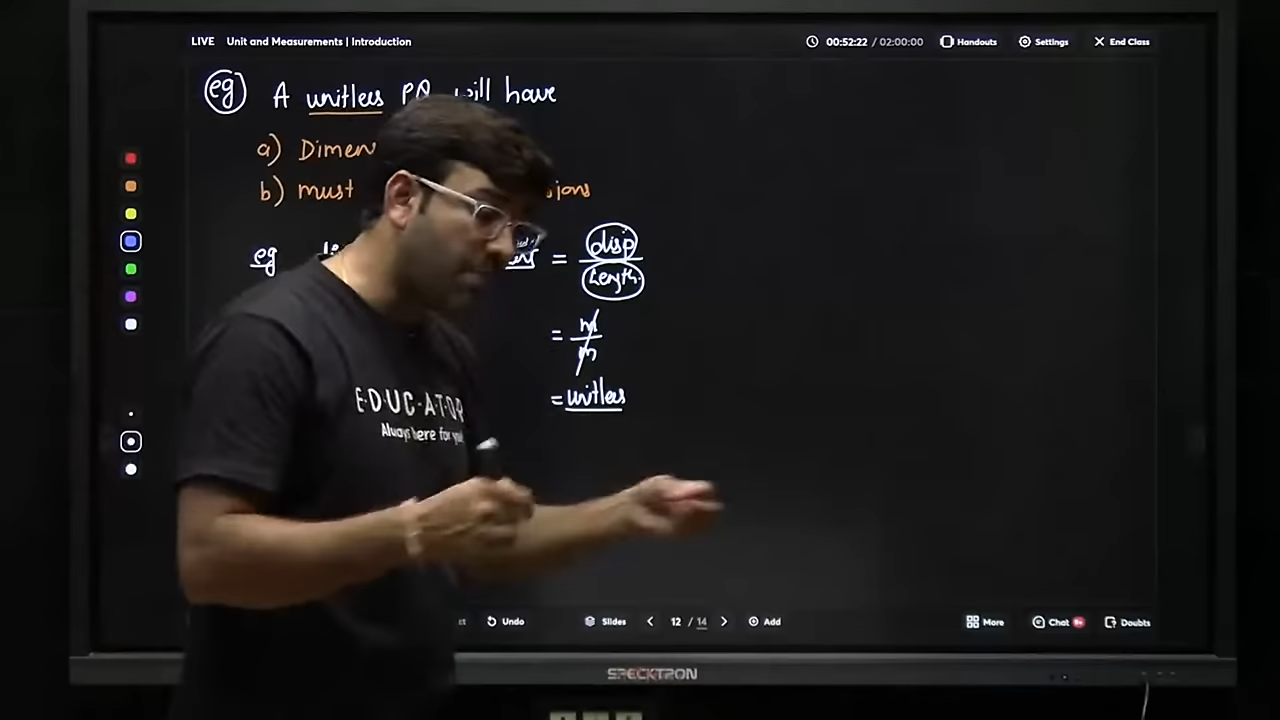 LIVE Unit and Measurements | Introduction 00:52:22 / 02:00:00 Handouts Settings End Class
eg A unitless PQ will have
a) Dimen
b) must sions
eg = disp
Length
= m
m
= unitless
E·D·U·C·A·T·O
Always here for you
Undo Slides 12 / 14 Add More Chat 9+ Doubts
SPECKTRON